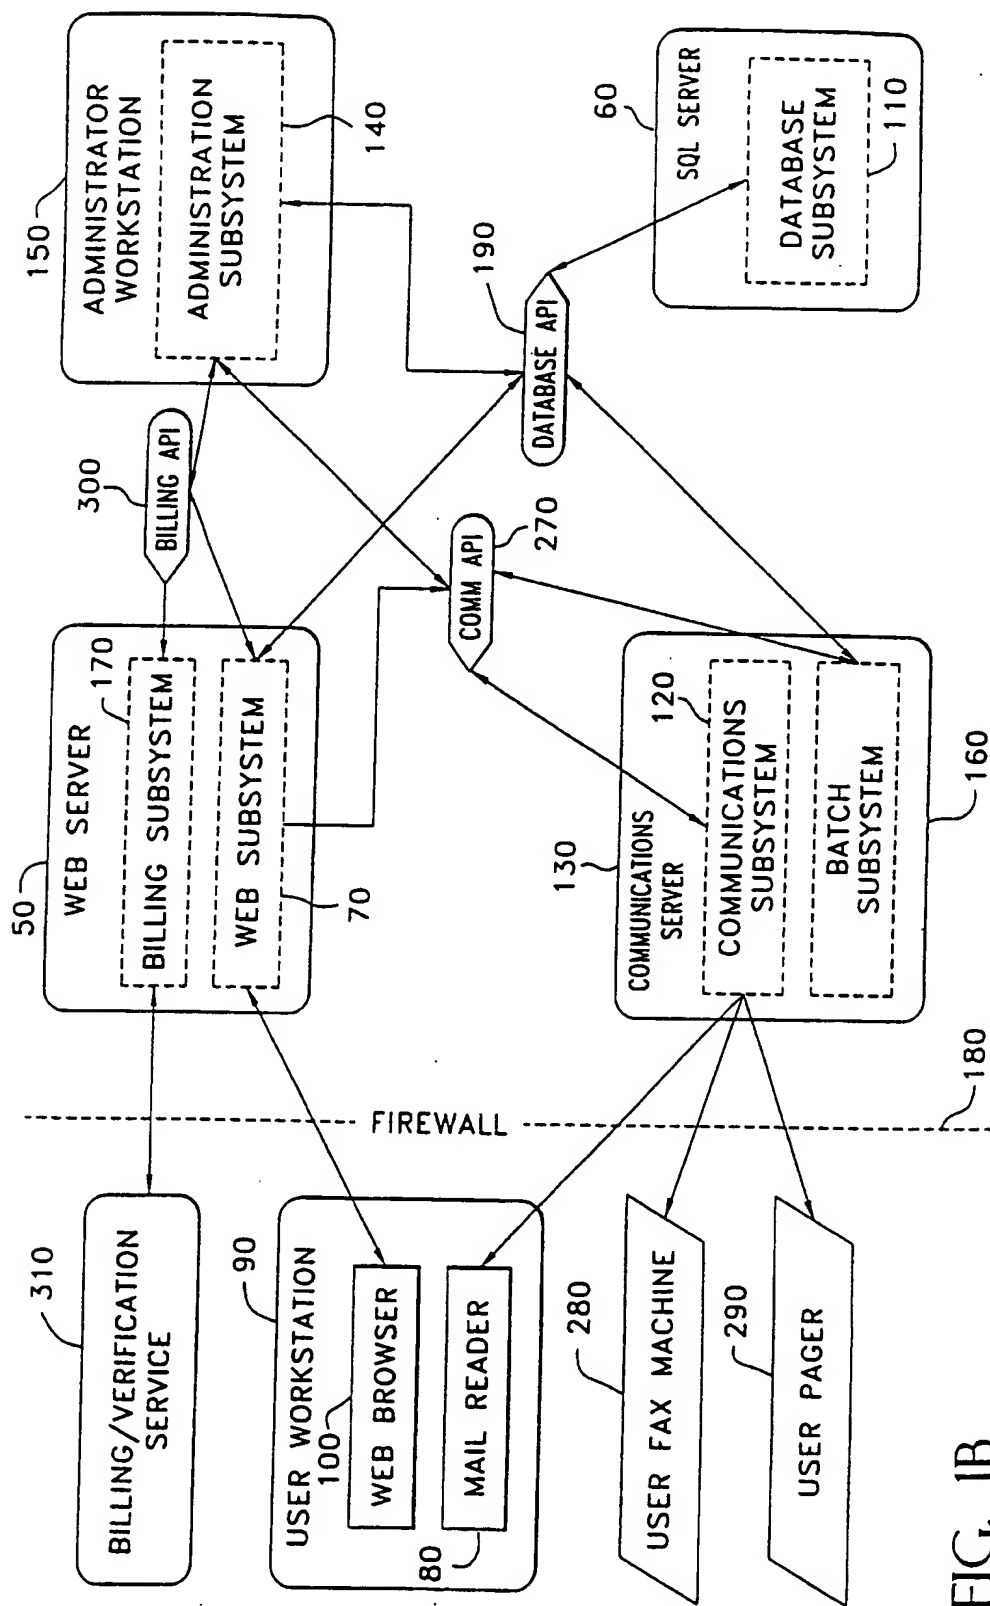 310
BILLING/VERIFICATION
SERVICE
90
USER WORKSTATION
100
WEB BROWSER
MAIL READER
80
280
USER FAX MACHINE
290
USER PAGER
FIREWALL
180
50
WEB SERVER
170
BILLING SUBSYSTEM
WEB SUBSYSTEM
70
130
COMMUNICATIONS
SERVER
120
COMMUNICATIONS
SUBSYSTEM
BATCH
SUBSYSTEM
160
300
BILLING API
COMM API
270
190
DATABASE API
150
ADMINISTRATOR
WORKSTATION
ADMINISTRATION
SUBSYSTEM
140
60
SQL SERVER
DATABASE
SUBSYSTEM
110
FIG. 1B